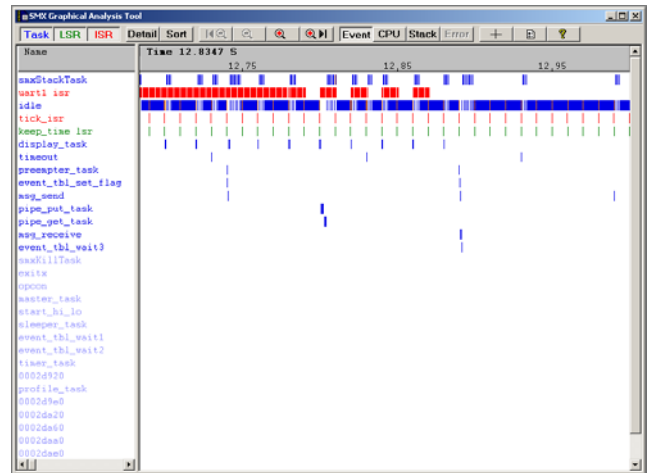 SMX Graphical Analysis Tool
Task LSR ISR Detail Sort Event CPU Stack Error
Name Time 12.8347 S
12,75 12,85 12,95
smxStackTask
uart1 isr
idle
tick_isr
keep_time lsr
display_task
timeout
preempter_task
event_tbl_set_flag
msg_send
pipe_put_task
pipe_get_task
msg_receive
event_tbl_wait3
smxKillTask
exitx
opcon
master_task
start_hi_lo
sleeper_task
event_tbl_wait1
event_tbl_wait2
timer_task
0002d920
profile_task
0002d9e0
0002da20
0002da60
0002daa0
0002dae0